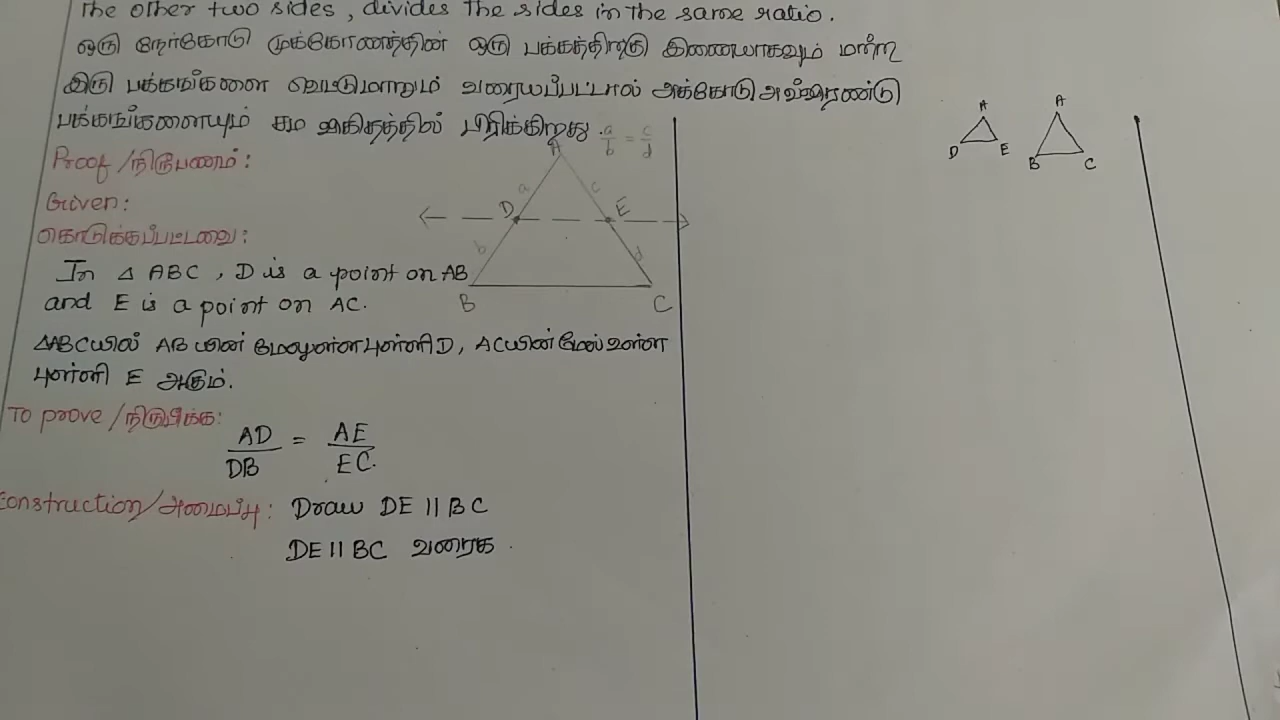 The other two sides, divides the sides in the same ratio.
ஒரு நேர்கோடு முக்கோணத்தின் ஒரு பக்கத்திற்கு இணையாகவும் மற்ற
இரு பக்கங்களை வெட்டுமாறும் வரையப்பட்டால் அக்கோடு அவ்விரண்டு
பக்கங்களையும் சம விகிதத்தில் பிரிக்கிறது.
a/b = c/d
Proof/நிரூபணம்:
Given:
கொடுக்கப்பட்டவை:
In △ ABC, D is a point on AB
and E is a point on AC.
△ABCயில் AB யின் மேலுள்ள புள்ளி D, ACயின் மேல் உள்ள
புள்ளி E ஆகும்.
To prove/நிரூபிக்க:
AD/DB = AE/EC.
Construction/அமைப்பு: Draw DE || BC
DE || BC வரைக.
A
a c
D E
b d
B C
A
D E
A
B C